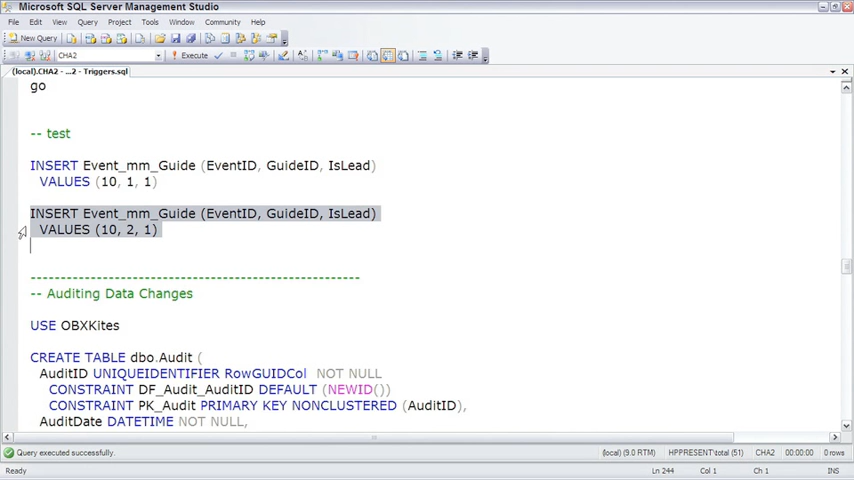 Microsoft SQL Server Management Studio
File Edit View Query Project Tools Window Community Help
New Query
CHA2 Execute
(local).CHA2 - ...2 - Triggers.sql
go
-- test
INSERT Event_mm_Guide (EventID, GuideID, IsLead)
VALUES (10, 1, 1)
INSERT Event_mm_Guide (EventID, GuideID, IsLead)
VALUES (10, 2, 1)
------------------------------------------------------------
-- Auditing Data Changes
USE OBXKites
CREATE TABLE dbo.Audit (
AuditID UNIQUEIDENTIFIER RowGUIDCol NOT NULL
CONSTRAINT DF_Audit_AuditID DEFAULT (NEWID())
CONSTRAINT PK_Audit PRIMARY KEY NONCLUSTERED (AuditID),
AuditDate DATETIME NOT NULL,
Query executed successfully. (local) (9.0 RTM) HPPRESENT\total (51) CHA2 00:00:00 0 rows
Ready Ln 244 Col 1 Ch 1 INS